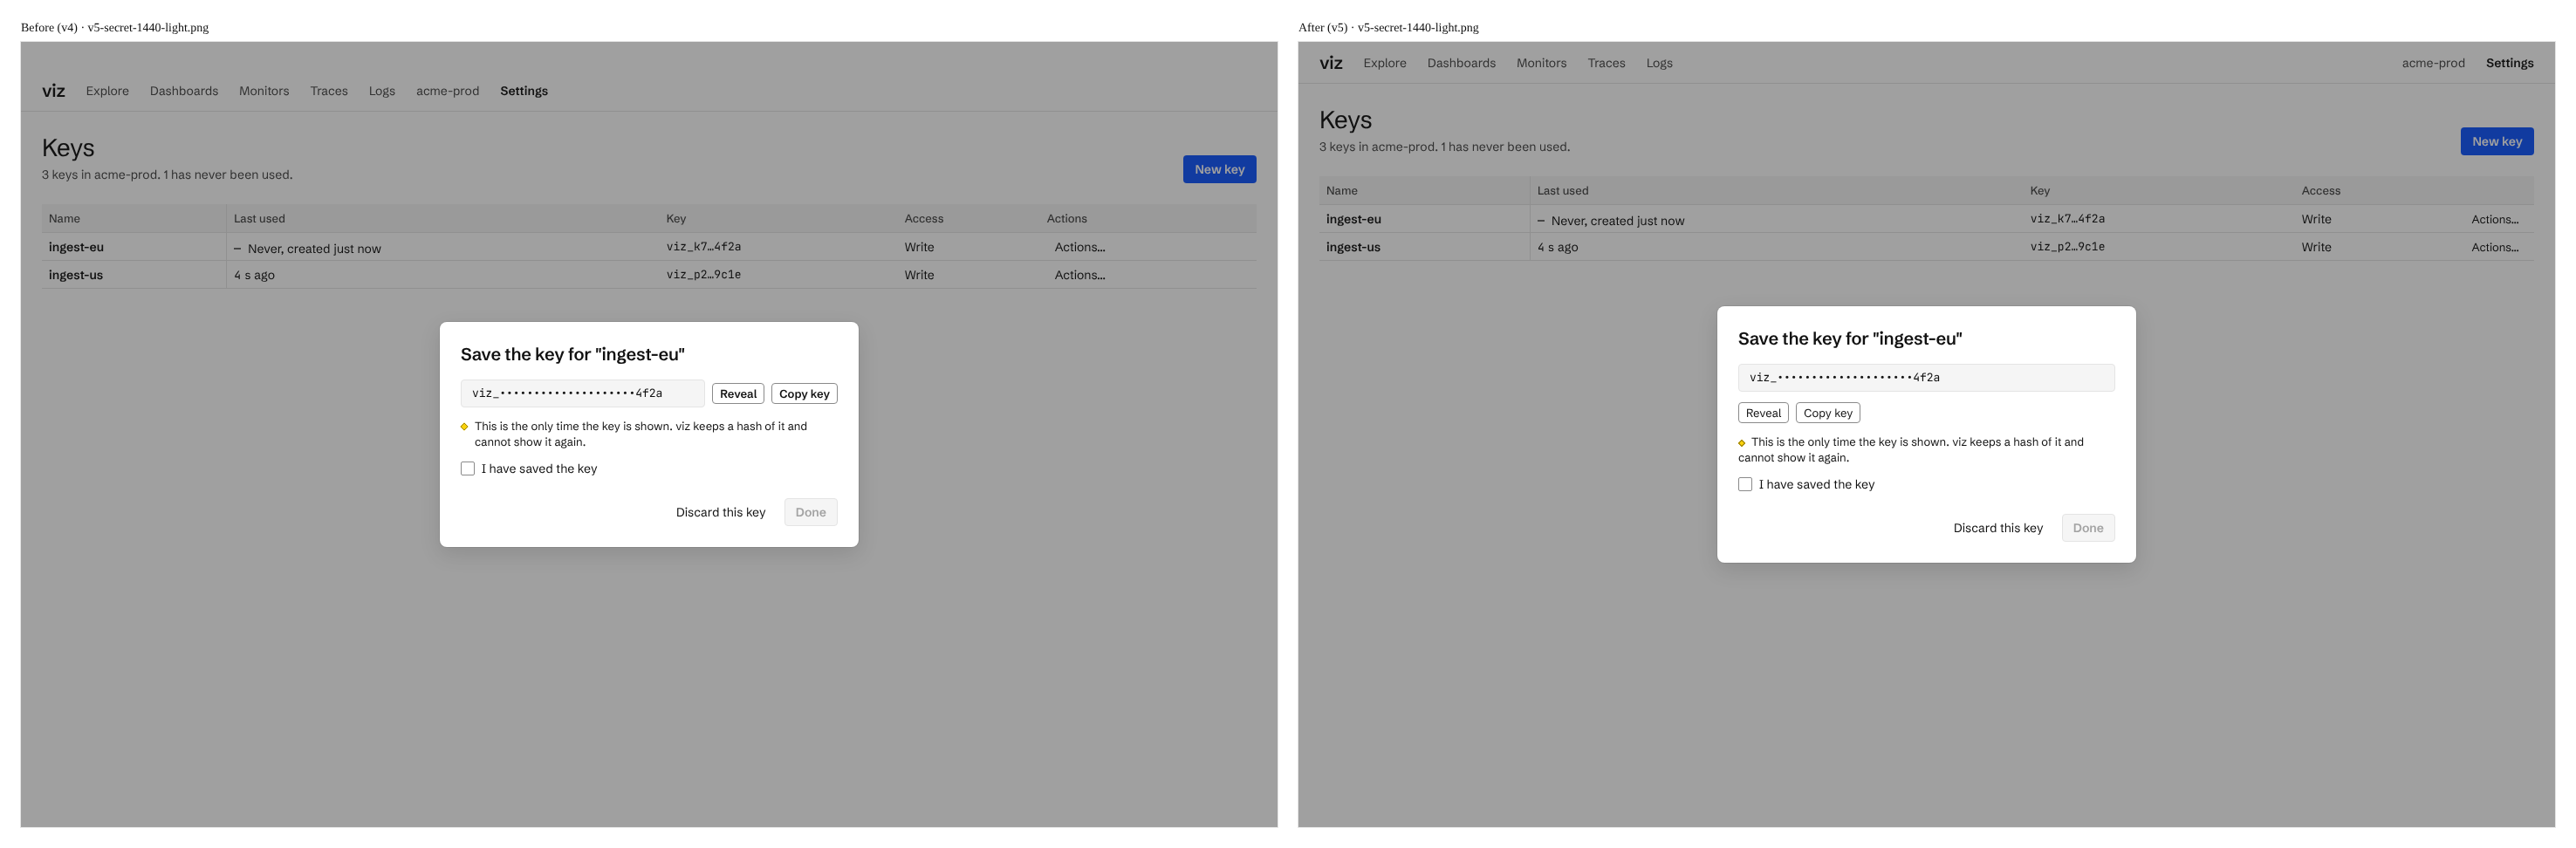 Before (v4) · v5-secret-1440-light.png
viz Explore Dashboards Monitors Traces Logs acme-prod Settings
Keys
3 keys in acme-prod. 1 has never been used.
New key
Name Last used Key Access Actions
ingest-eu – Never, created just now viz_k7…4f2a Write Actions…
ingest-us 4 s ago viz_p2…9c1e Write Actions…
Save the key for "ingest-eu"
viz_••••••••••••••••••••4f2a Reveal Copy key
This is the only time the key is shown. viz keeps a hash of it and
cannot show it again.
I have saved the key
Discard this key Done
After (v5) · v5-secret-1440-light.png
viz Explore Dashboards Monitors Traces Logs acme-prod Settings
Keys
3 keys in acme-prod. 1 has never been used.
New key
Name Last used Key Access
ingest-eu – Never, created just now viz_k7…4f2a Write Actions…
ingest-us 4 s ago viz_p2…9c1e Write Actions…
Save the key for "ingest-eu"
viz_••••••••••••••••••••4f2a
Reveal Copy key
This is the only time the key is shown. viz keeps a hash of it and
cannot show it again.
I have saved the key
Discard this key Done